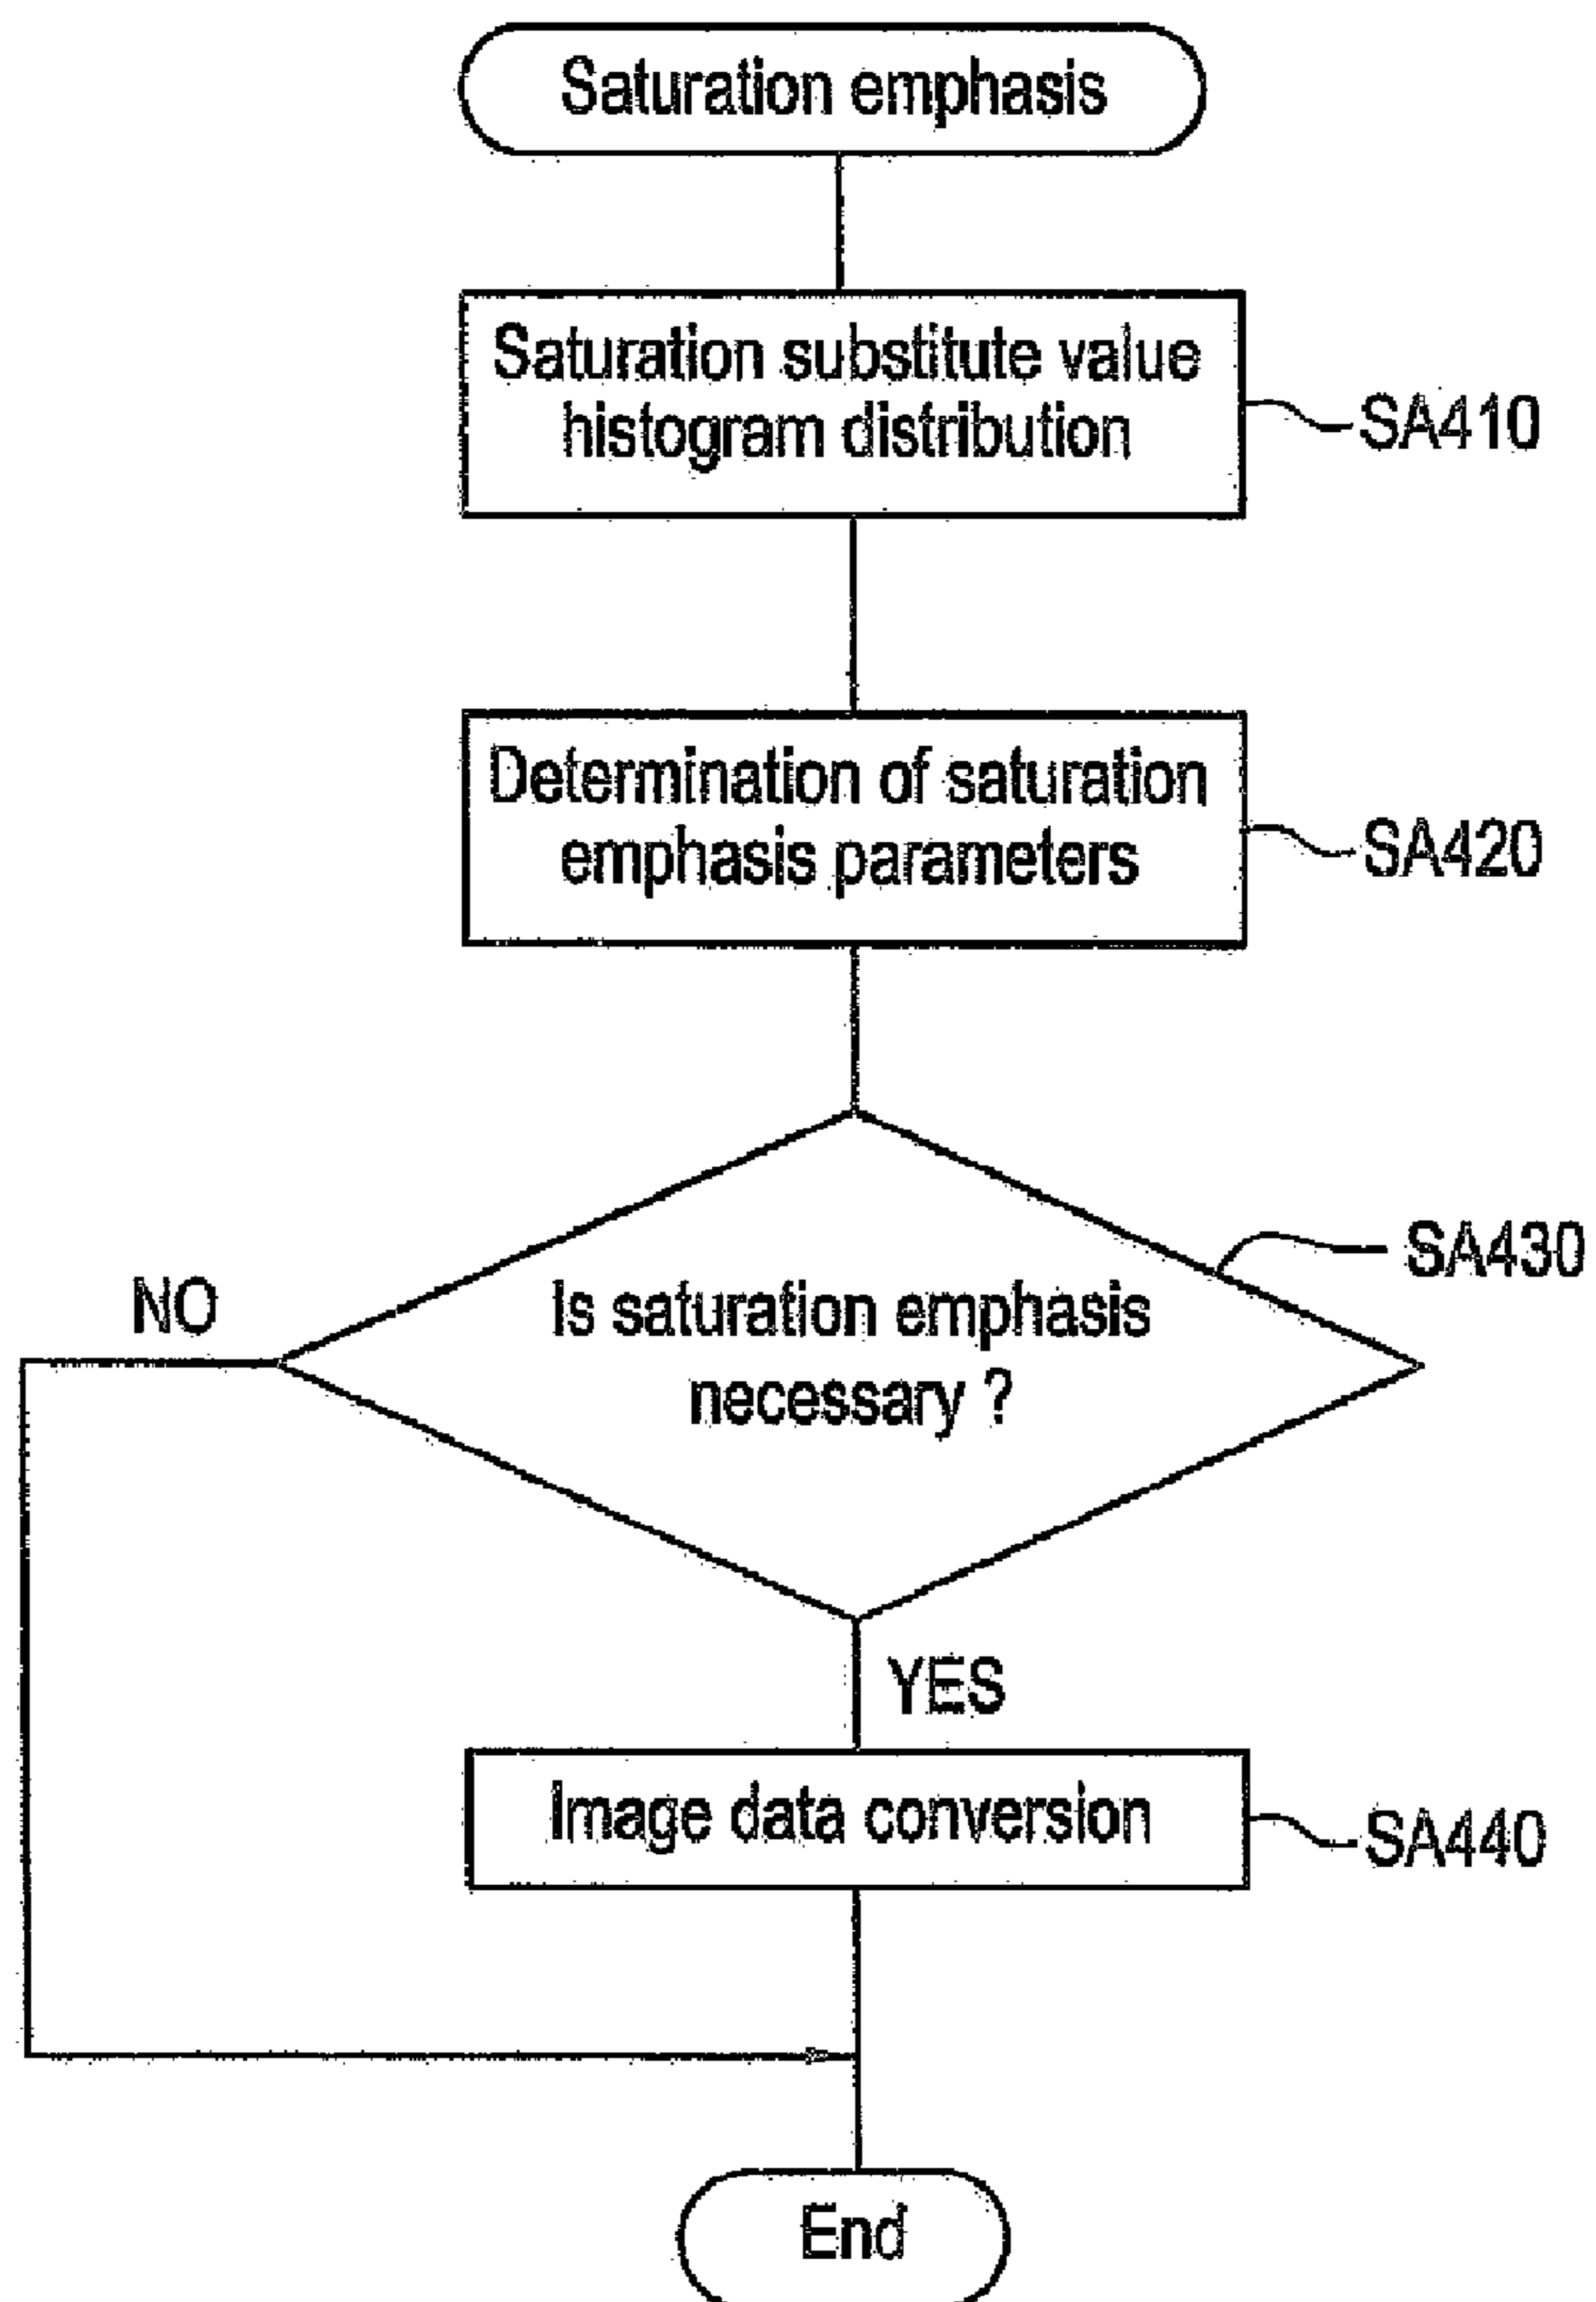 Saturation emphasis
Saturation substitute value
histogram distribution
SA410
Determination of saturation
emphasis parameters
SA420
SA430
NO
Is saturation emphasis
necessary ?
YES
Image data conversion
SA440
End